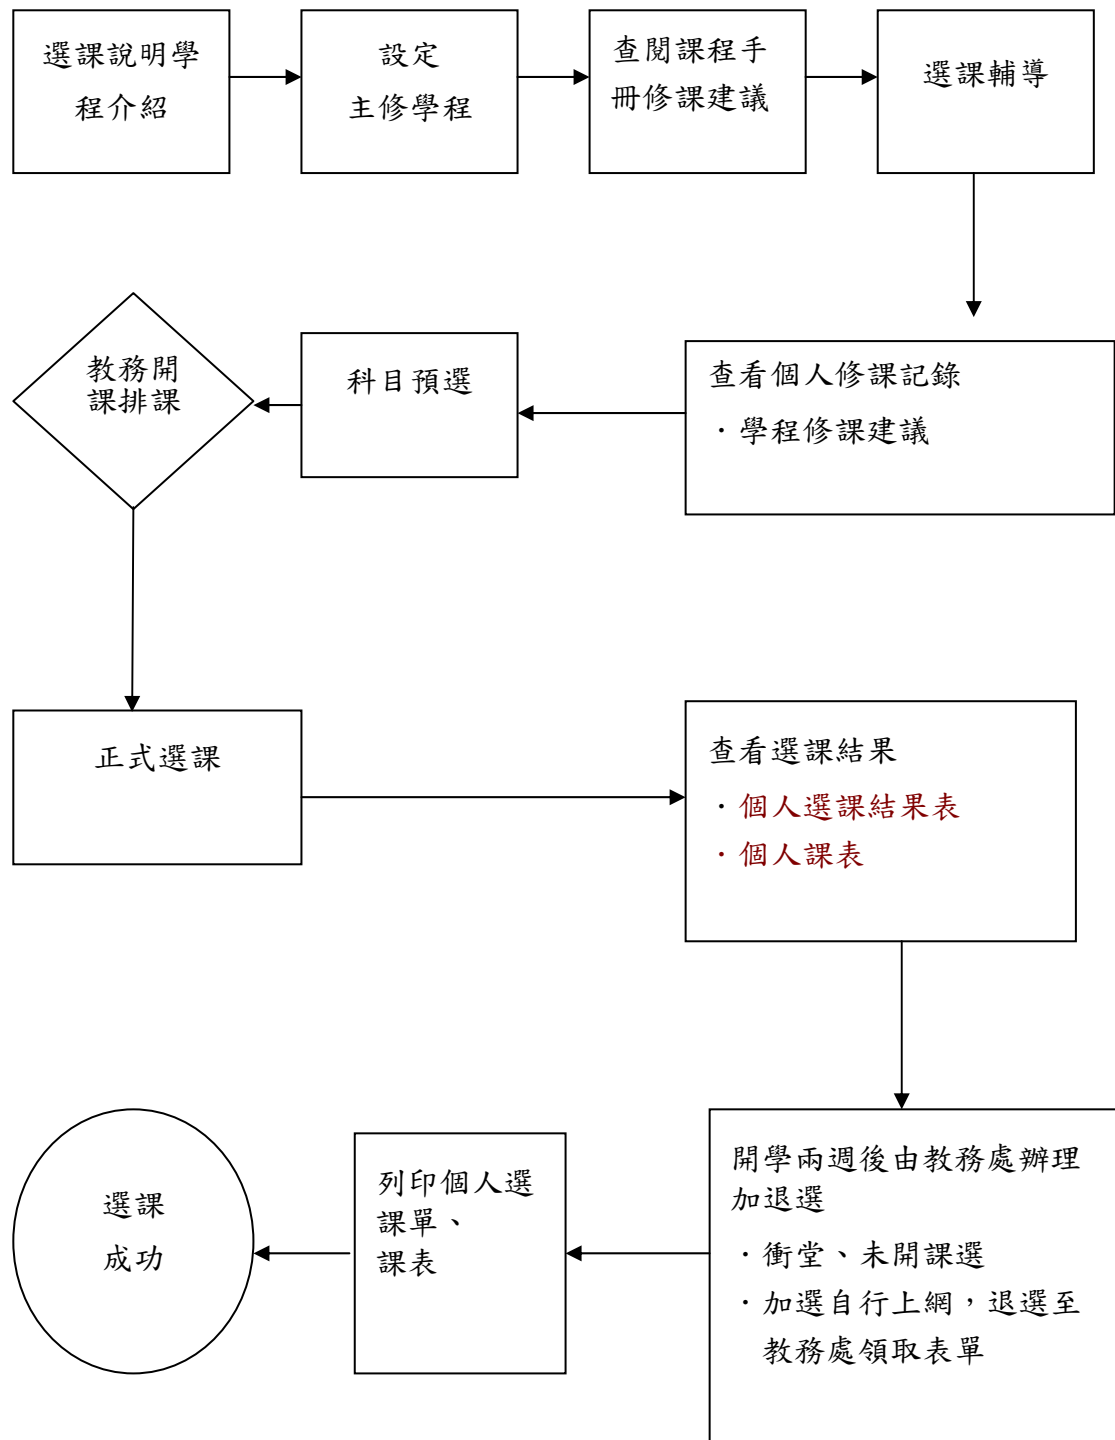 選課說明學
程介紹
設定
主修學程
查閱課程手
冊修課建議
選課輔導
查看個人修課記錄
．學程修課建議
科目預選
教務開
課排課
正式選課
查看選課結果
．個人選課結果表
．個人課表
開學兩週後由教務處辦理
加退選
．衝堂、未開課選
．加選自行上網，退選至
教務處領取表單
列印個人選
課單、
課表
選課
成功